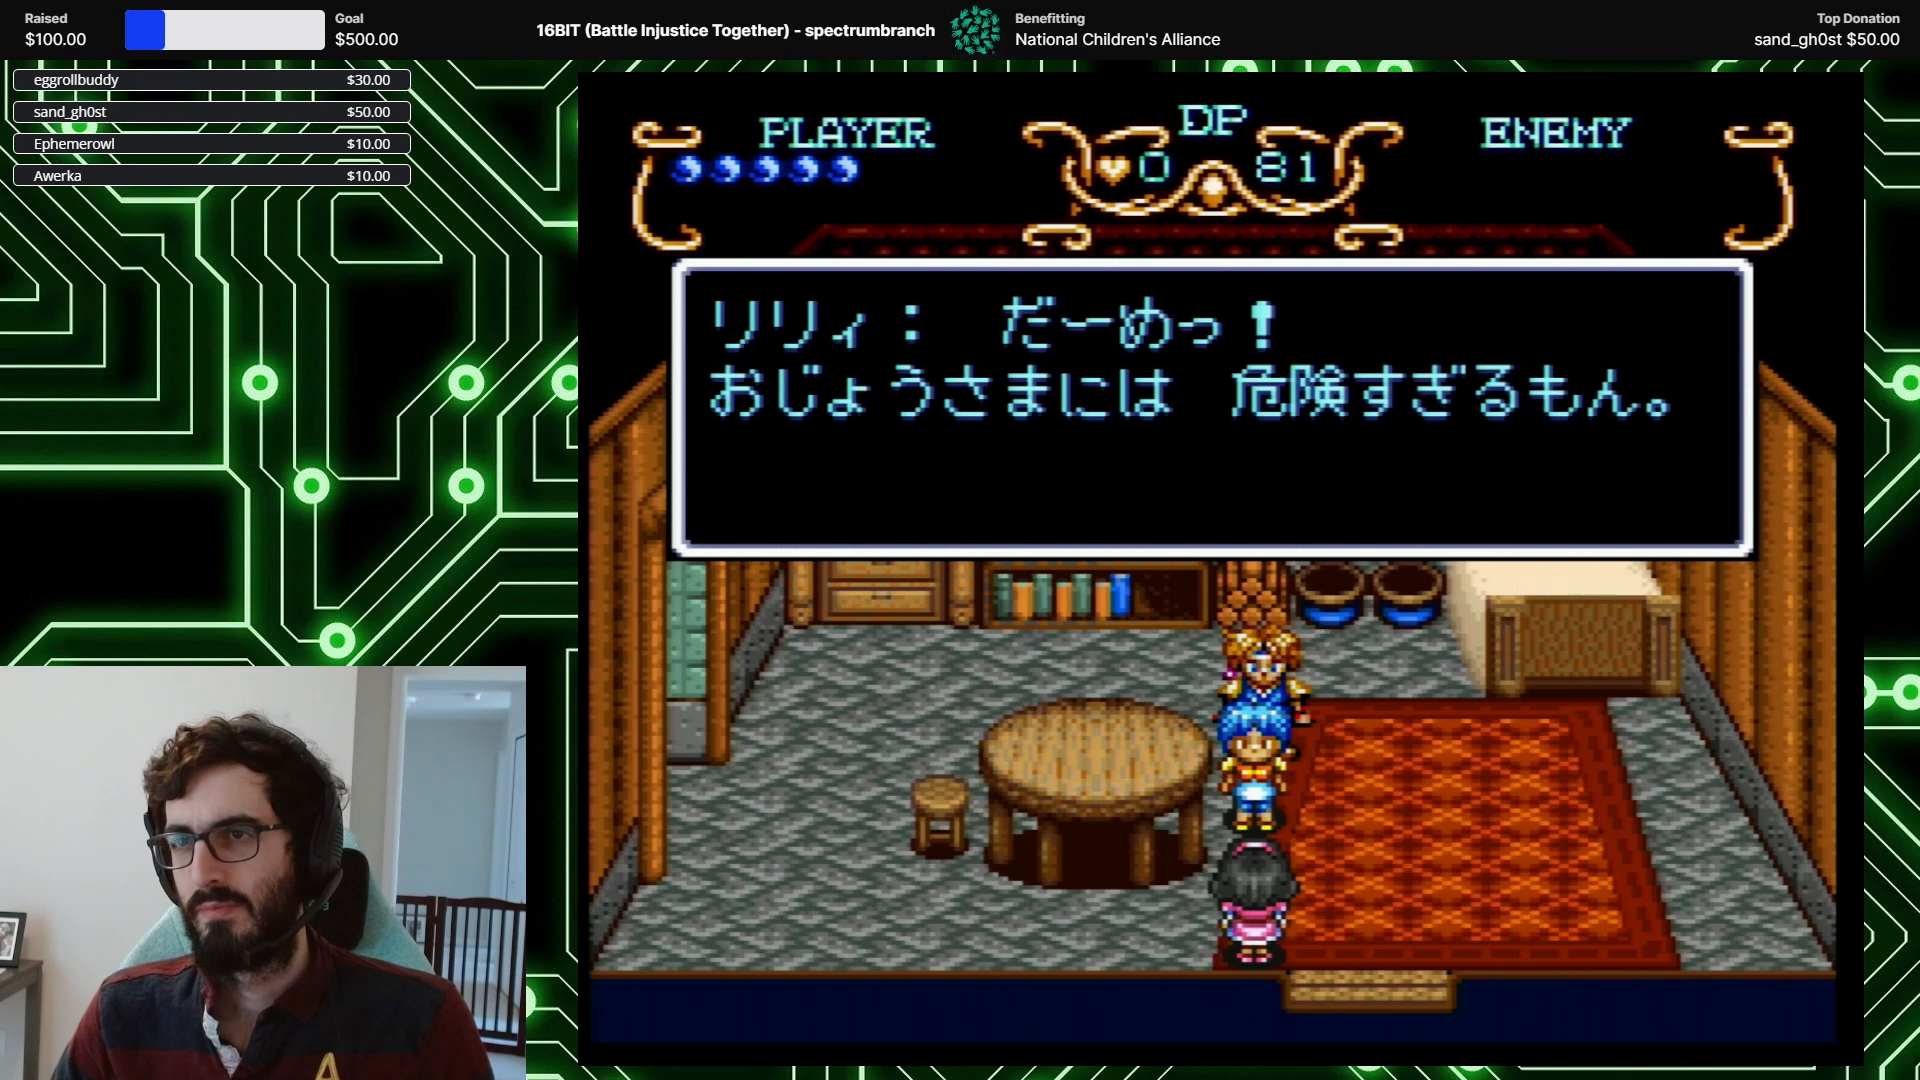 Raised
$100.00
Goal
$500.00
16BIT (Battle Injustice Together) - spectrumbranch
Benefitting
National Children's Alliance
Top Donation
sand_gh0st $50.00
eggrollbuddy $30.00
sand_gh0st $50.00
Ephemerowl $10.00
Awerka $10.00
PLAYER
DP
ENEMY
0 81
リリィ： だーめっ！
おじょうさまには 危険すぎるもん。